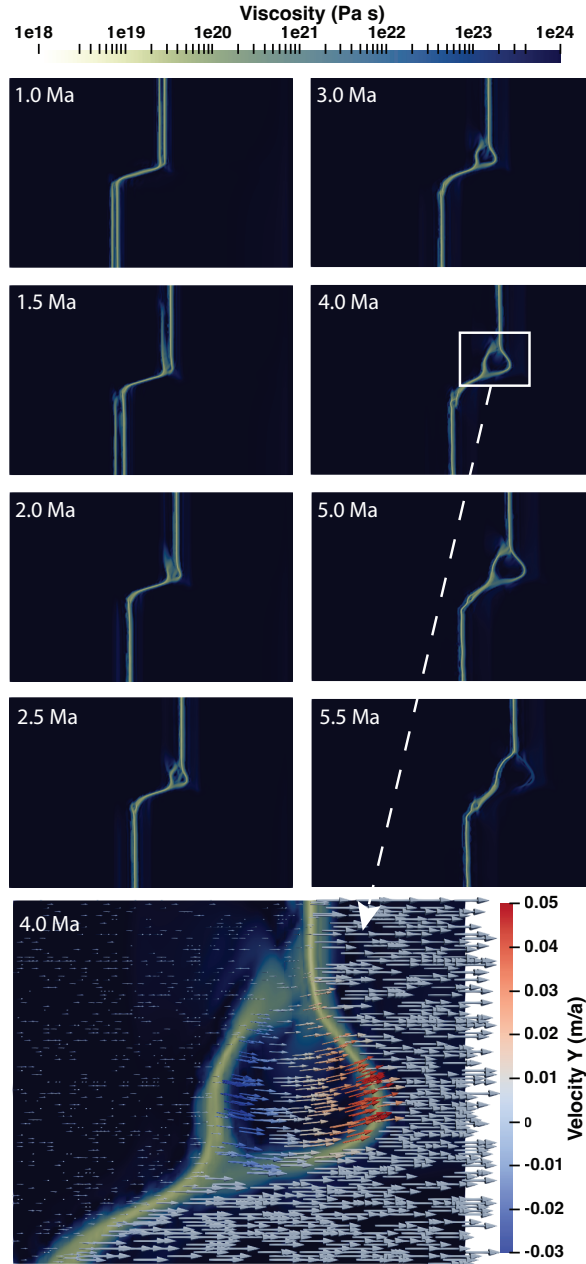 Viscosity (Pa s)
1e18 1e19 1e20 1e21 1e22 1e23 1e24
1.0 Ma
3.0 Ma
1.5 Ma
4.0 Ma
2.0 Ma
5.0 Ma
2.5 Ma
5.5 Ma
4.0 Ma
0.05
0.04
0.03
0.02
0.01
0
-0.01
-0.02
-0.03
Velocity Y (m/a)